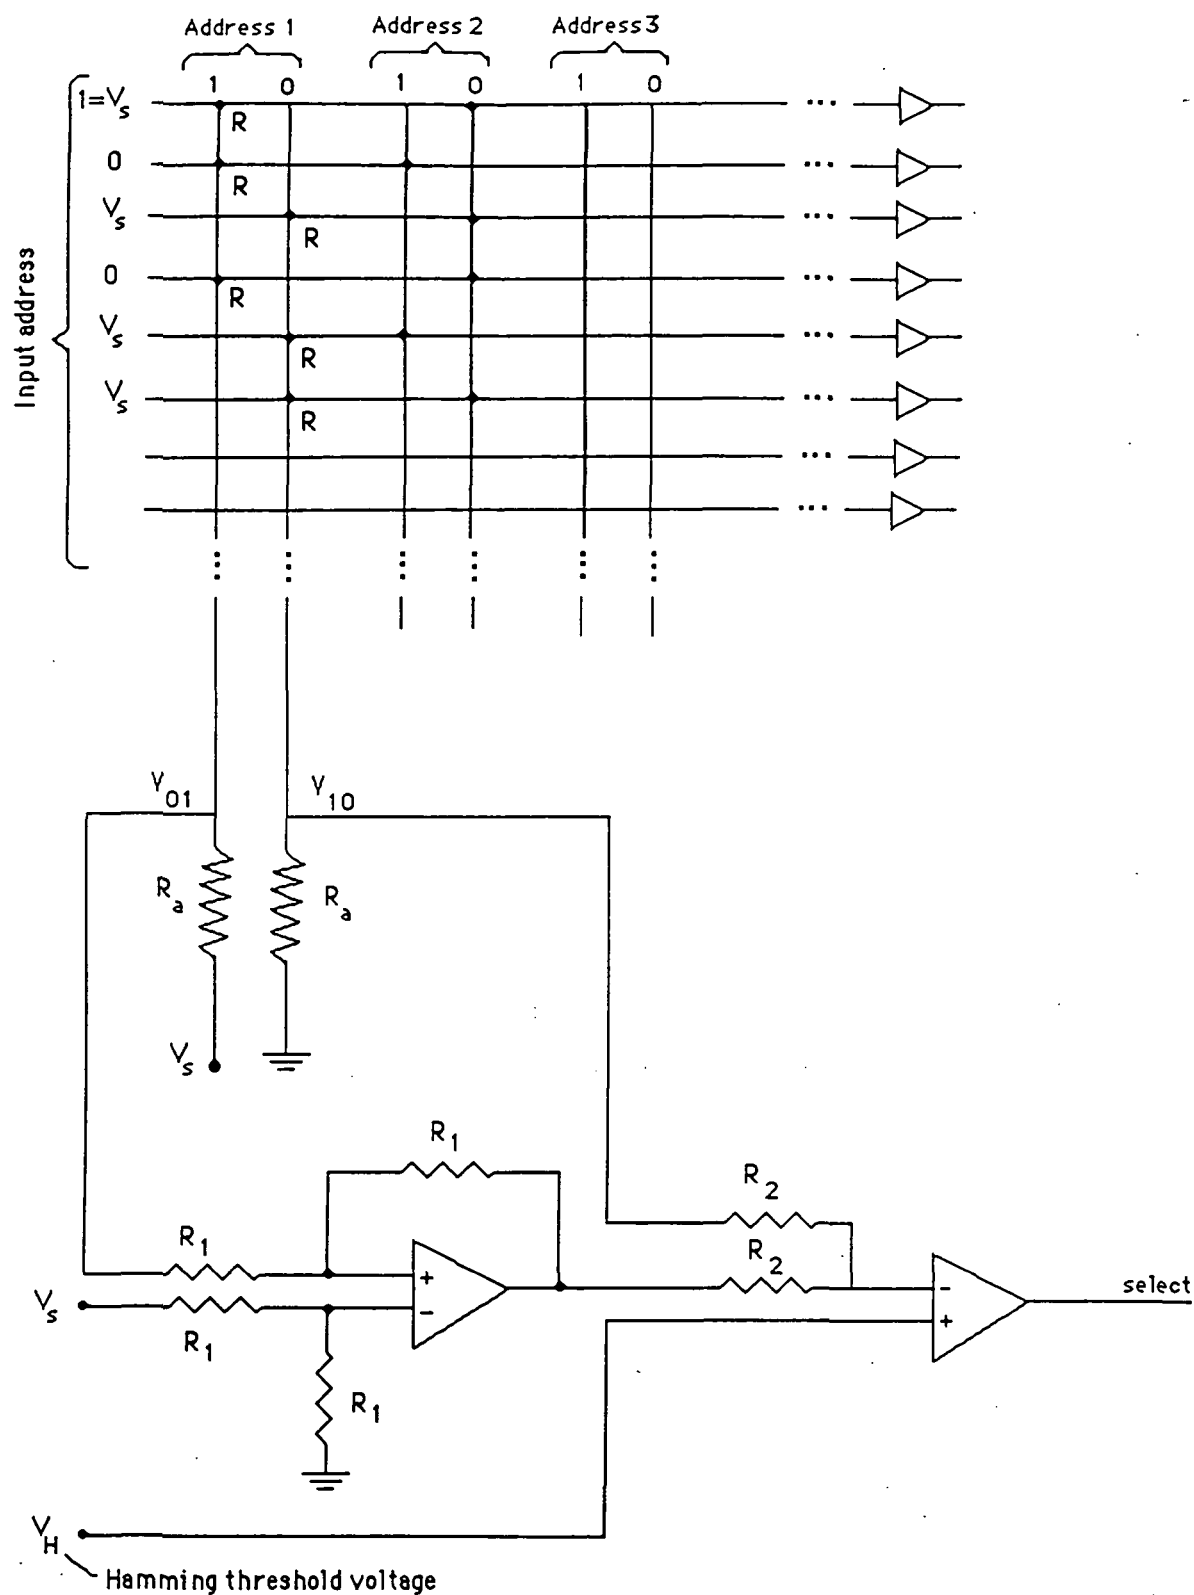 Address 1 Address 2 Address 3
1 0 1 0 1 0
1=Vs
R
0
R
Vs
R
0
R
Vs
R
Vs
R
Input address
V01 V10
Ra Ra
Vs
R1
R2
R1 R2
+ -
Vs - + select
R1
R1
VH
Hamming threshold voltage